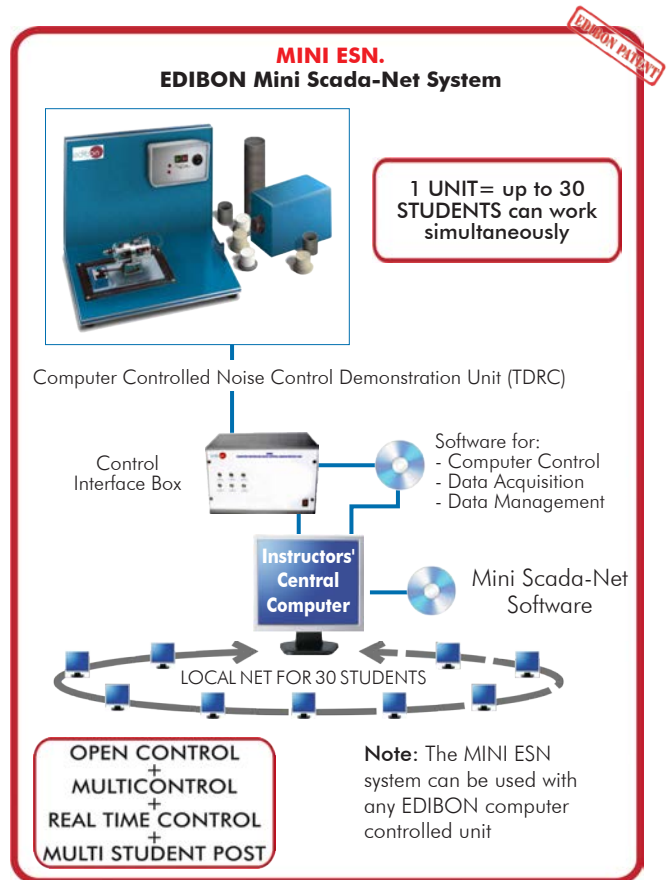 EDIBON PATENT
MINI ESN.
EDIBON Mini Scada-Net System
edibon
1 UNIT= up to 30
STUDENTS can work
simultaneously
Computer Controlled Noise Control Demonstration Unit (TDRC)
Control
Interface Box
Software for:
- Computer Control
- Data Acquisition
- Data Management
Instructors'
Central
Computer
Mini Scada-Net
Software
LOCAL NET FOR 30 STUDENTS
OPEN CONTROL
+
MULTICONTROL
+
REAL TIME CONTROL
+
MULTI STUDENT POST
Note: The MINI ESN
system can be used with
any EDIBON computer
controlled unit